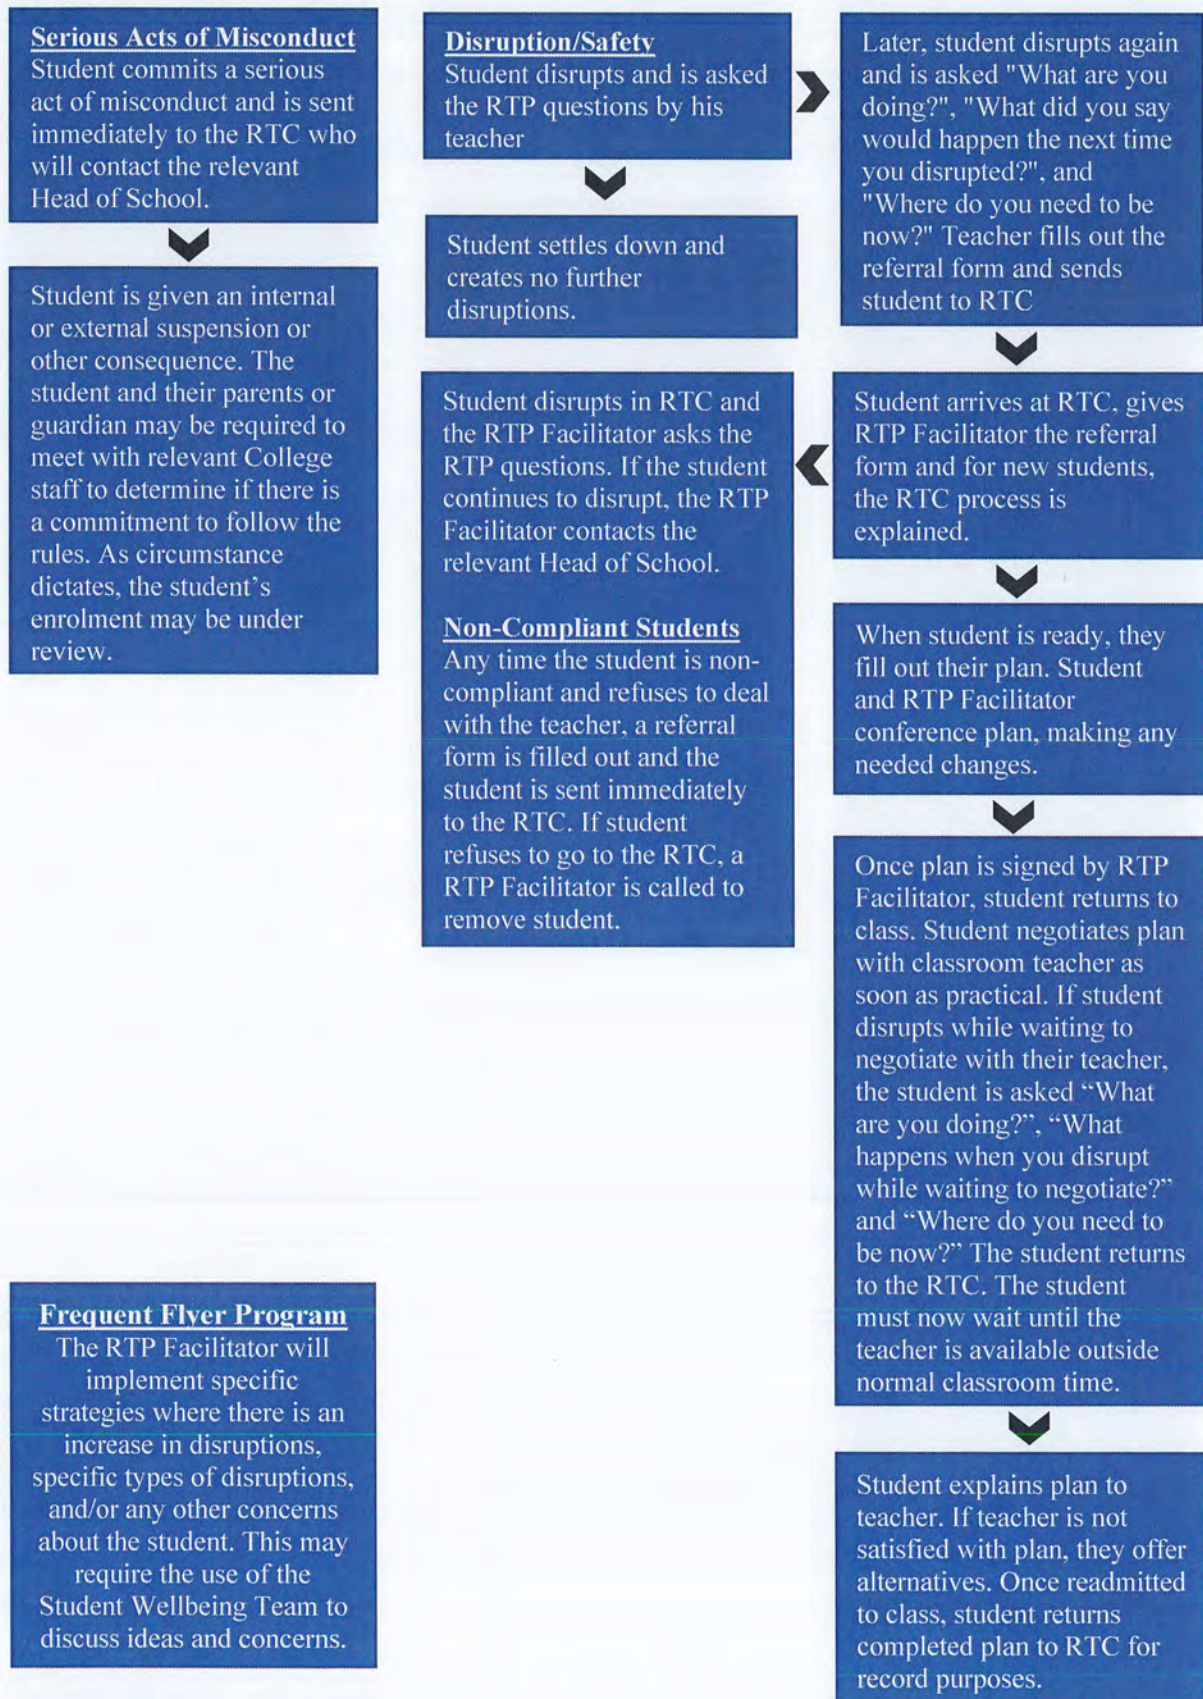 Serious Acts of Misconduct
Student commits a serious
act of misconduct and is sent
immediately to the RTC who
will contact the relevant
Head of School.
Student is given an internal
or external suspension or
other consequence. The
student and their parents or
guardian may be required to
meet with relevant College
staff to determine if there is
a commitment to follow the
rules. As circumstance
dictates, the student’s
enrolment may be under
review.
Disruption/Safety
Student disrupts and is asked
the RTP questions by his
teacher
Student settles down and
creates no further
disruptions.
Later, student disrupts again
and is asked "What are you
doing?", "What did you say
would happen the next time
you disrupted?", and
"Where do you need to be
now?" Teacher fills out the
referral form and sends
student to RTC
Student arrives at RTC, gives
RTP Facilitator the referral
form and for new students,
the RTC process is
explained.
Student disrupts in RTC and
the RTP Facilitator asks the
RTP questions. If the student
continues to disrupt, the RTP
Facilitator contacts the
relevant Head of School.
Non-Compliant Students
Any time the student is non-
compliant and refuses to deal
with the teacher, a referral
form is filled out and the
student is sent immediately
to the RTC. If student
refuses to go to the RTC, a
RTP Facilitator is called to
remove student.
When student is ready, they
fill out their plan. Student
and RTP Facilitator
conference plan, making any
needed changes.
Once plan is signed by RTP
Facilitator, student returns to
class. Student negotiates plan
with classroom teacher as
soon as practical. If student
disrupts while waiting to
negotiate with their teacher,
the student is asked “What
are you doing?”, “What
happens when you disrupt
while waiting to negotiate?”
and “Where do you need to
be now?” The student returns
to the RTC. The student
must now wait until the
teacher is available outside
normal classroom time.
Student explains plan to
teacher. If teacher is not
satisfied with plan, they offer
alternatives. Once readmitted
to class, student returns
completed plan to RTC for
record purposes.
Frequent Flyer Program
The RTP Facilitator will
implement specific
strategies where there is an
increase in disruptions,
specific types of disruptions,
and/or any other concerns
about the student. This may
require the use of the
Student Wellbeing Team to
discuss ideas and concerns.